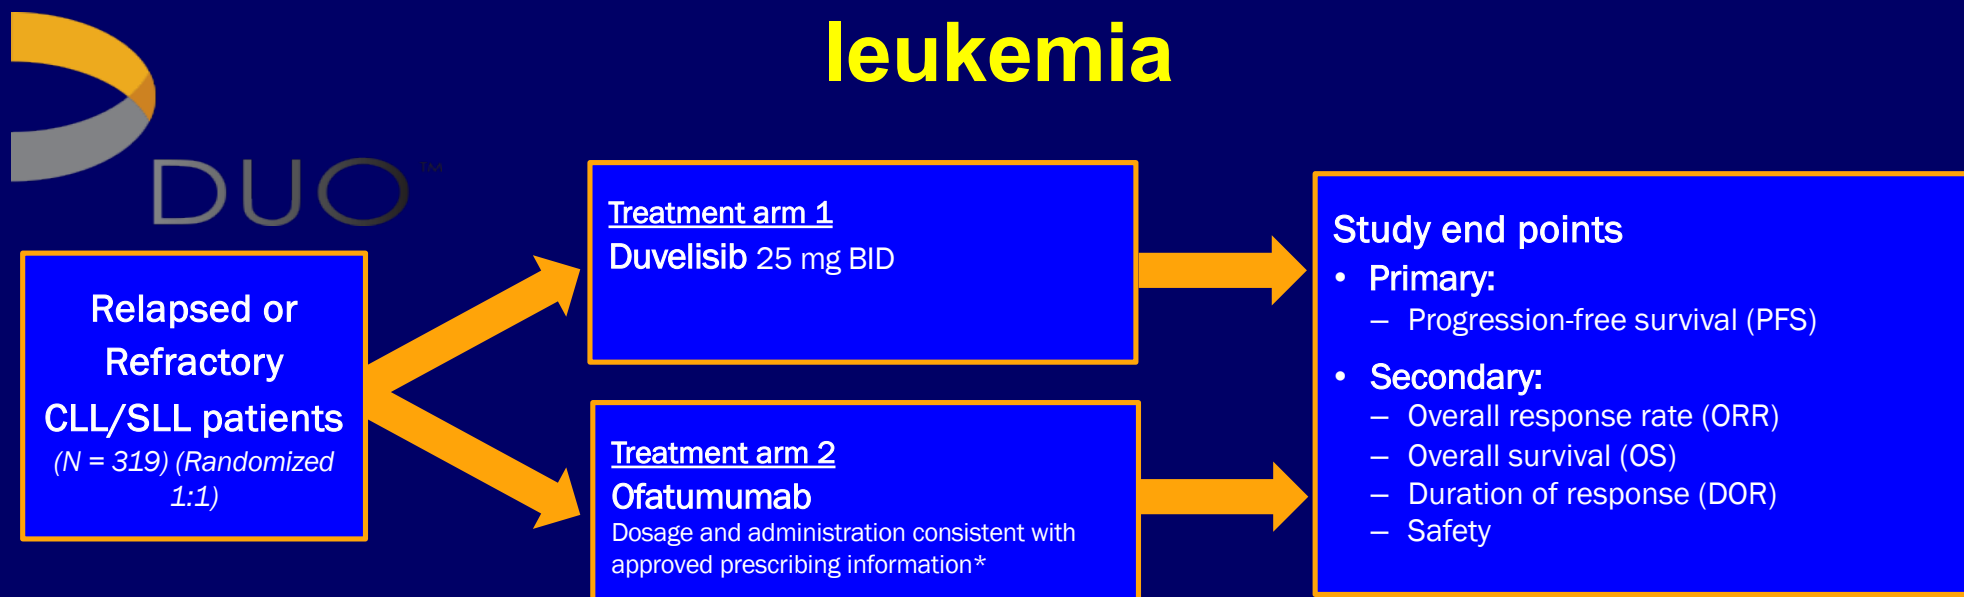 leukemia
DUO™
Relapsed or
Refractory
CLL/SLL patients
(N = 319) (Randomized
1:1)
Treatment arm 1
Duvelisib 25 mg BID
Treatment arm 2
Ofatumumab
Dosage and administration consistent with
approved prescribing information*
Study end points
• Primary:
– Progression-free survival (PFS)
• Secondary:
– Overall response rate (ORR)
– Overall survival (OS)
– Duration of response (DOR)
– Safety